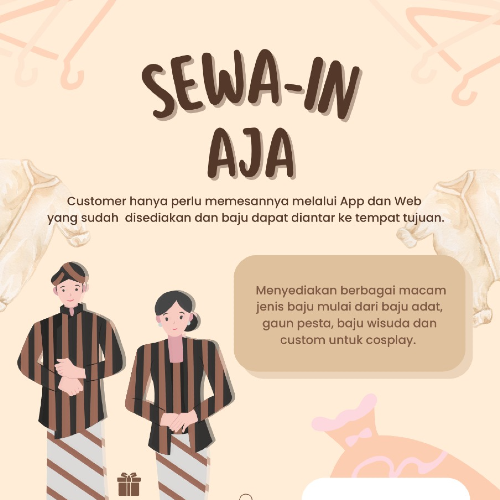 SEWA-IN
AJA
Customer hanya perlu memesannya melalui App dan Web
yang sudah disediakan dan baju dapat diantar ke tempat tujuan.
Menyediakan berbagai macam
jenis baju mulai dari baju adat,
gaun pesta, baju wisuda dan
custom untuk cosplay.